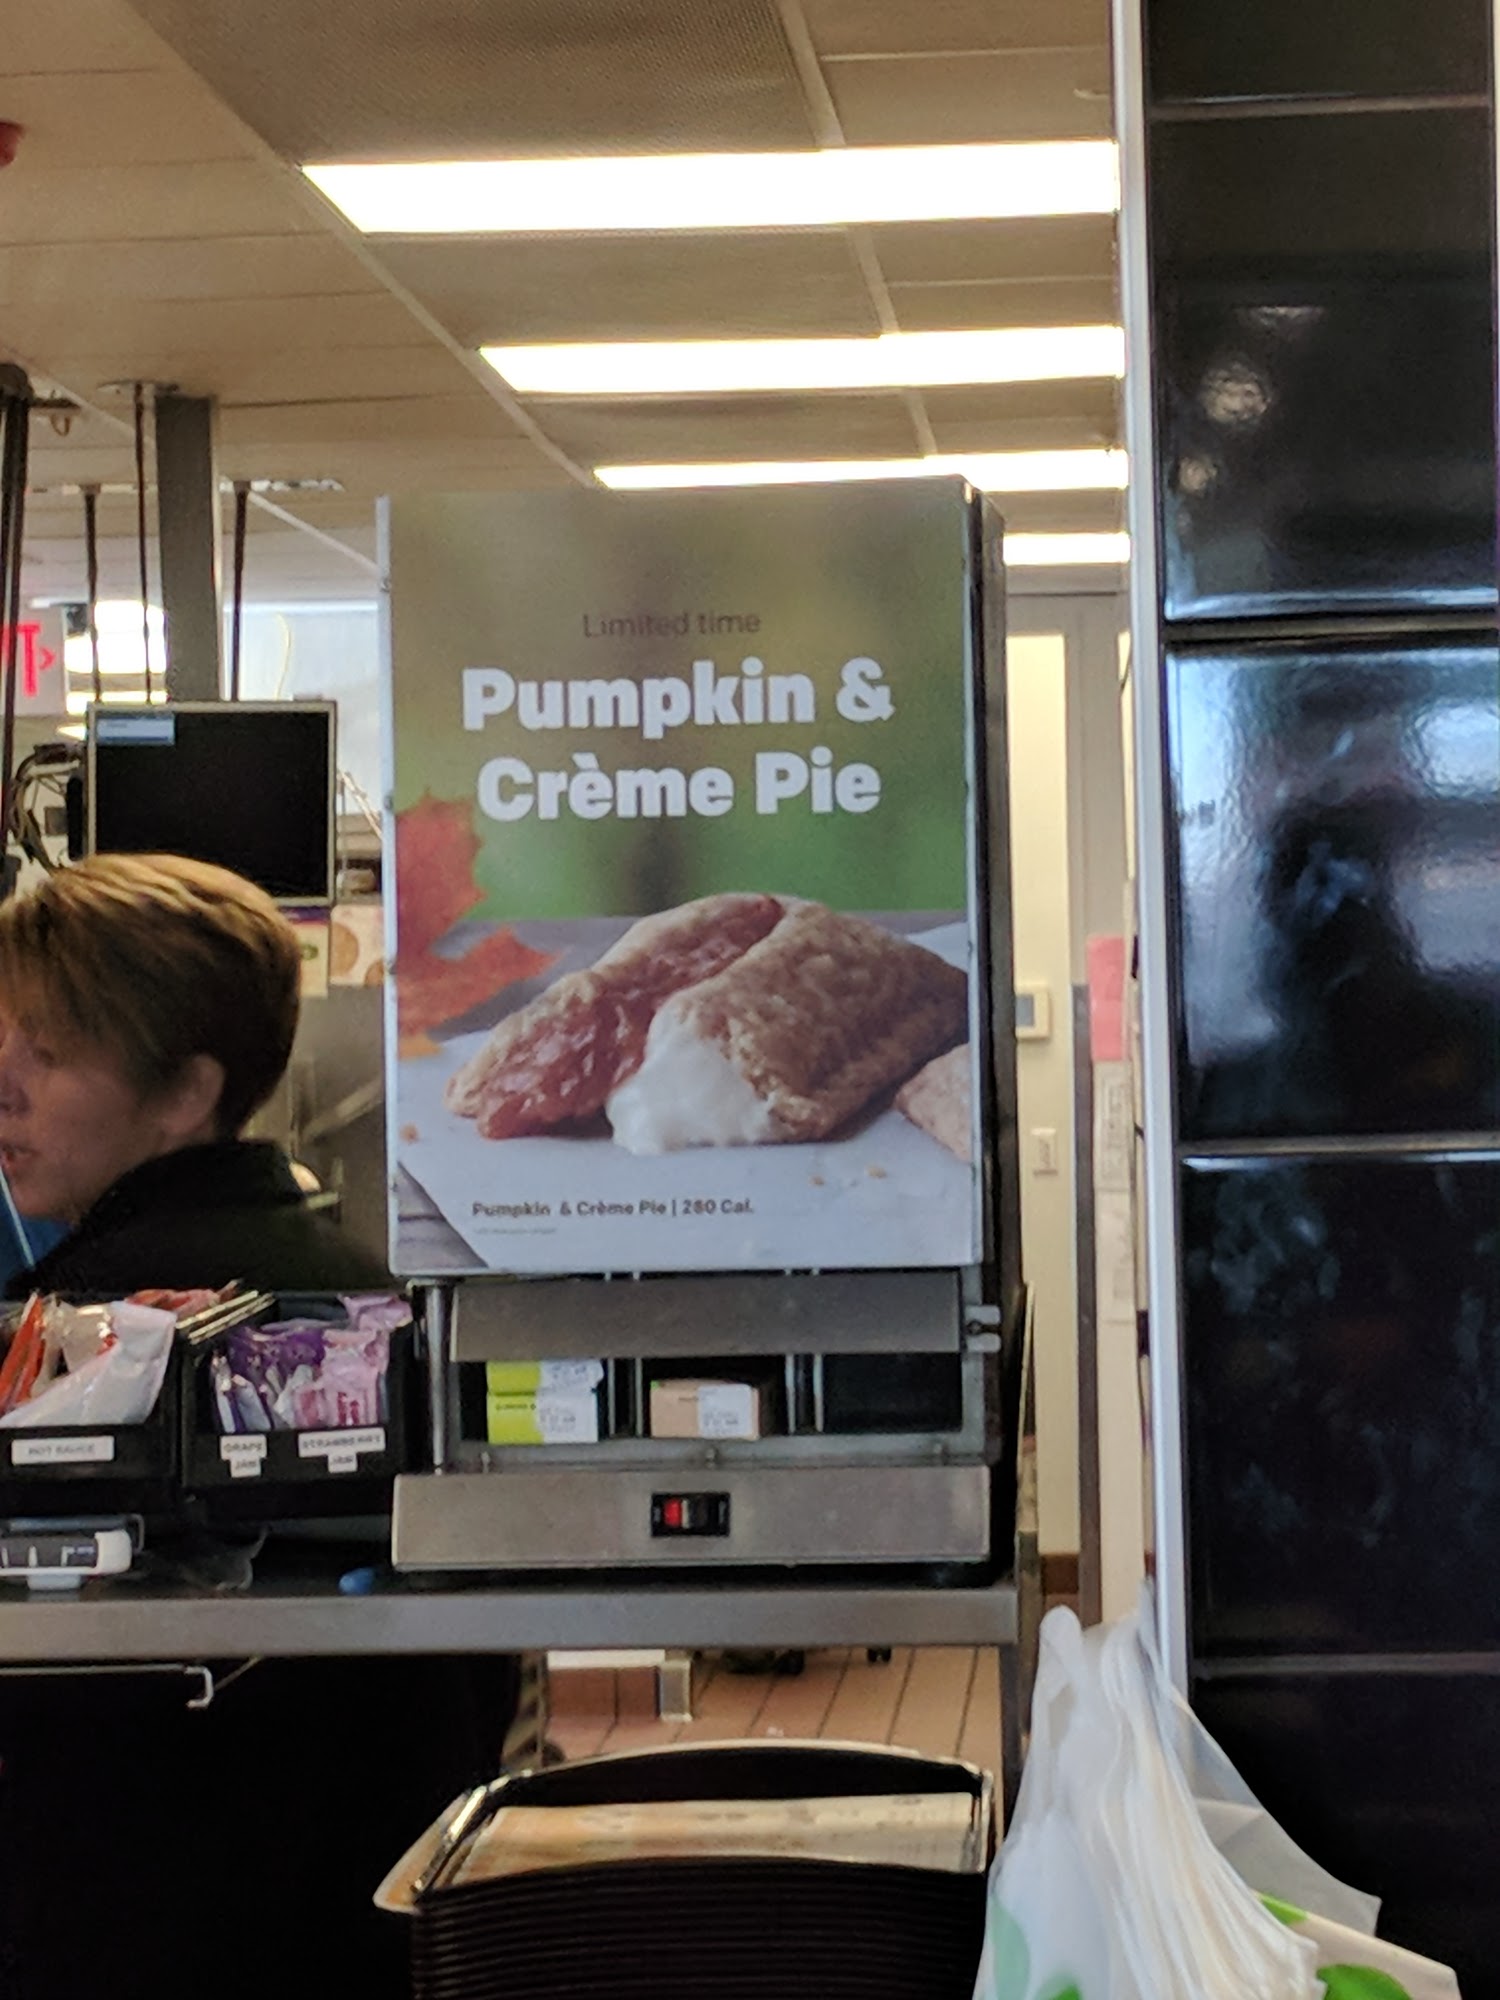 Limited time
Pumpkin &
Crème Pie
Pumpkin & Crème Pie | 280 Cal.
HOT SAUCE
GRAPE
JAM
STRAWBERRY
JAM